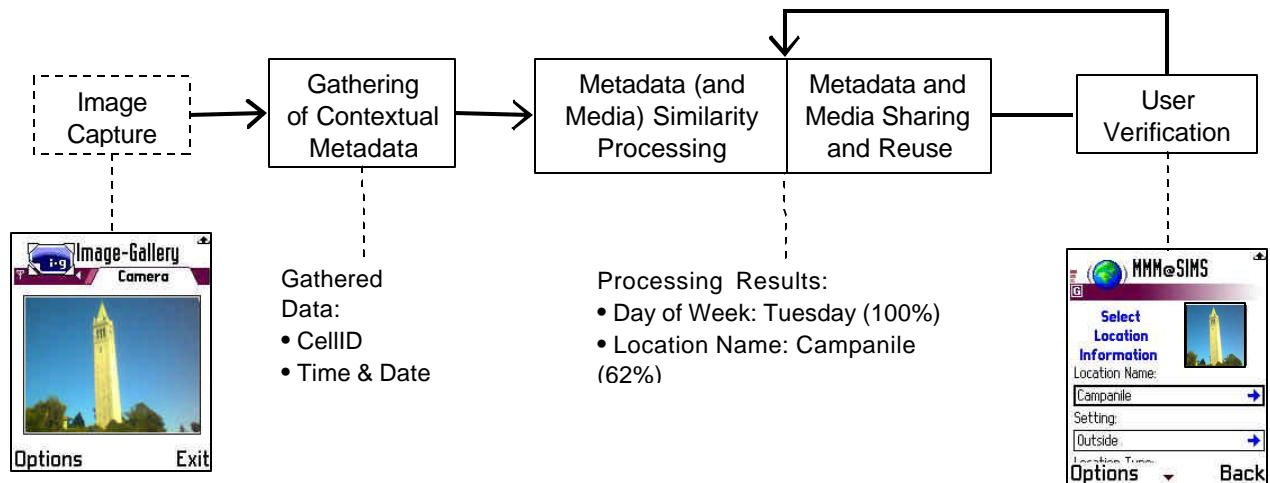 Image
Capture
Gathering
of Contextual
Metadata
Metadata (and
Media) Similarity
Processing
Metadata and
Media Sharing
and Reuse
User
Verification
i-g
Image-Gallery
Camera
Options Exit
Gathered
Data:
• CellID
• Time & Date
Processing Results:
• Day of Week: Tuesday (100%)
• Location Name: Campanile
(62%)
MMM@SIMS
G
Select
Location
Information
Location Name:
Campanile
Setting:
Outside
Location Type:
Options Back